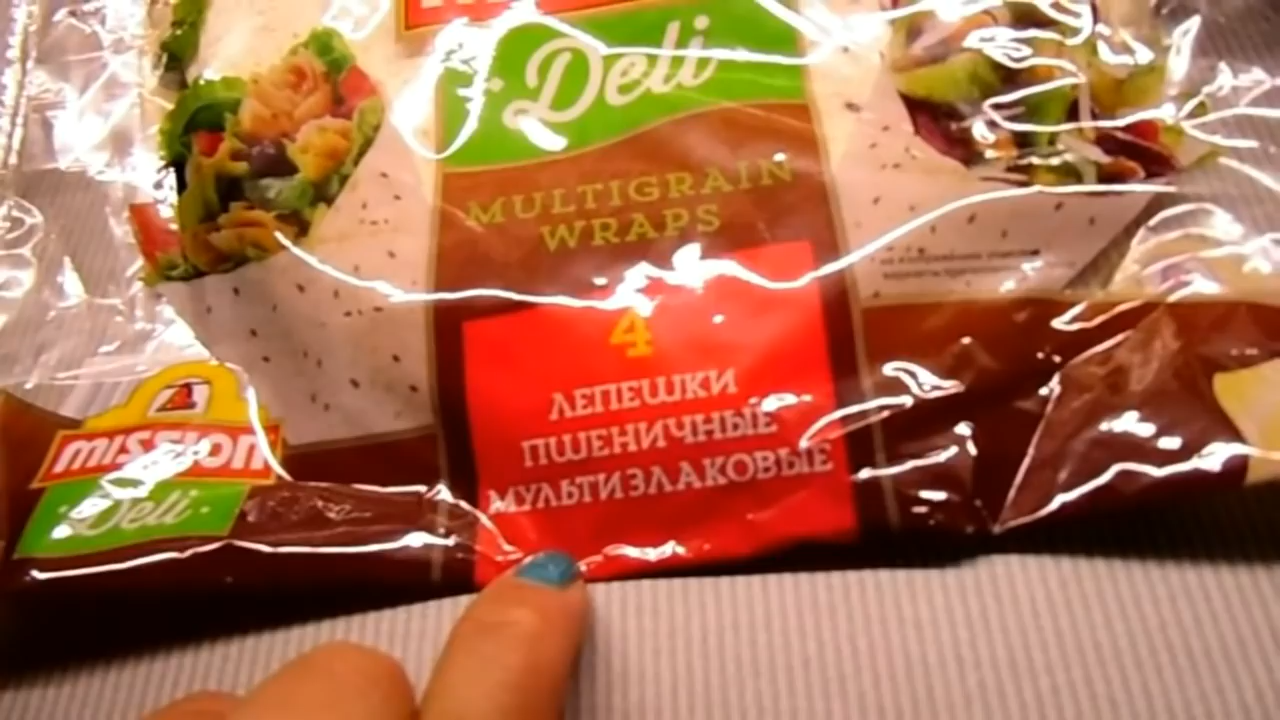 Deli
MULTIGRAIN
WRAPS
4
ЛЕПЕШКИ
ПШЕНИЧНЫЕ
МУЛЬТИЗЛАКОВЫЕ
MISSION
Deli